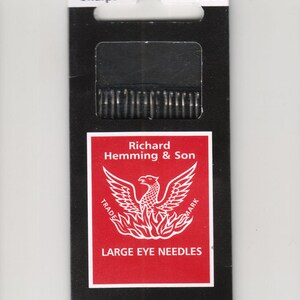 Richard
Hemming & Son
TRADE MARK
LARGE EYE NEEDLES